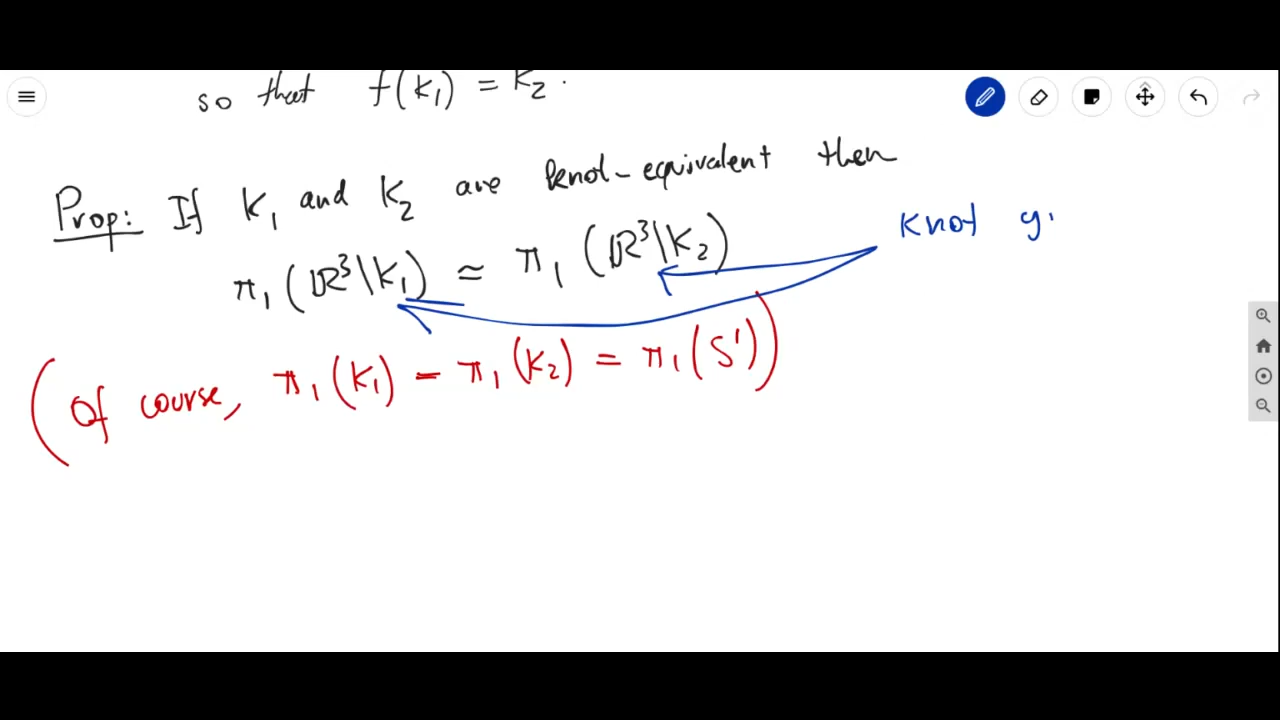 so that f(K₁) = K₂.
Prop: If K₁ and K₂ are knot-equivalent then
π₁(ℝ³\K₁) ≃ π₁(ℝ³\K₂)
Knot g
(Of course, π₁(K₁) = π₁(K₂) = π₁(S¹))